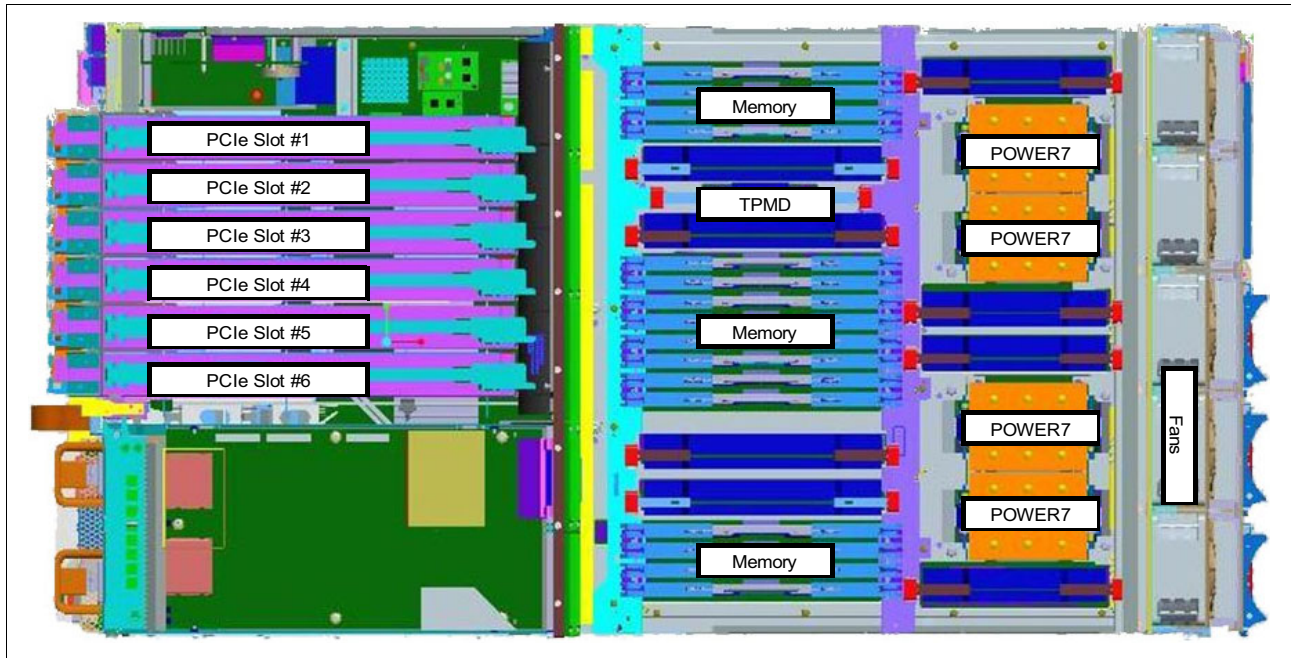 PCIe Slot #1
PCIe Slot #2
PCIe Slot #3
PCIe Slot #4
PCIe Slot #5
PCIe Slot #6
Memory
TPMD
Memory
Memory
POWER7
POWER7
POWER7
POWER7
Fans